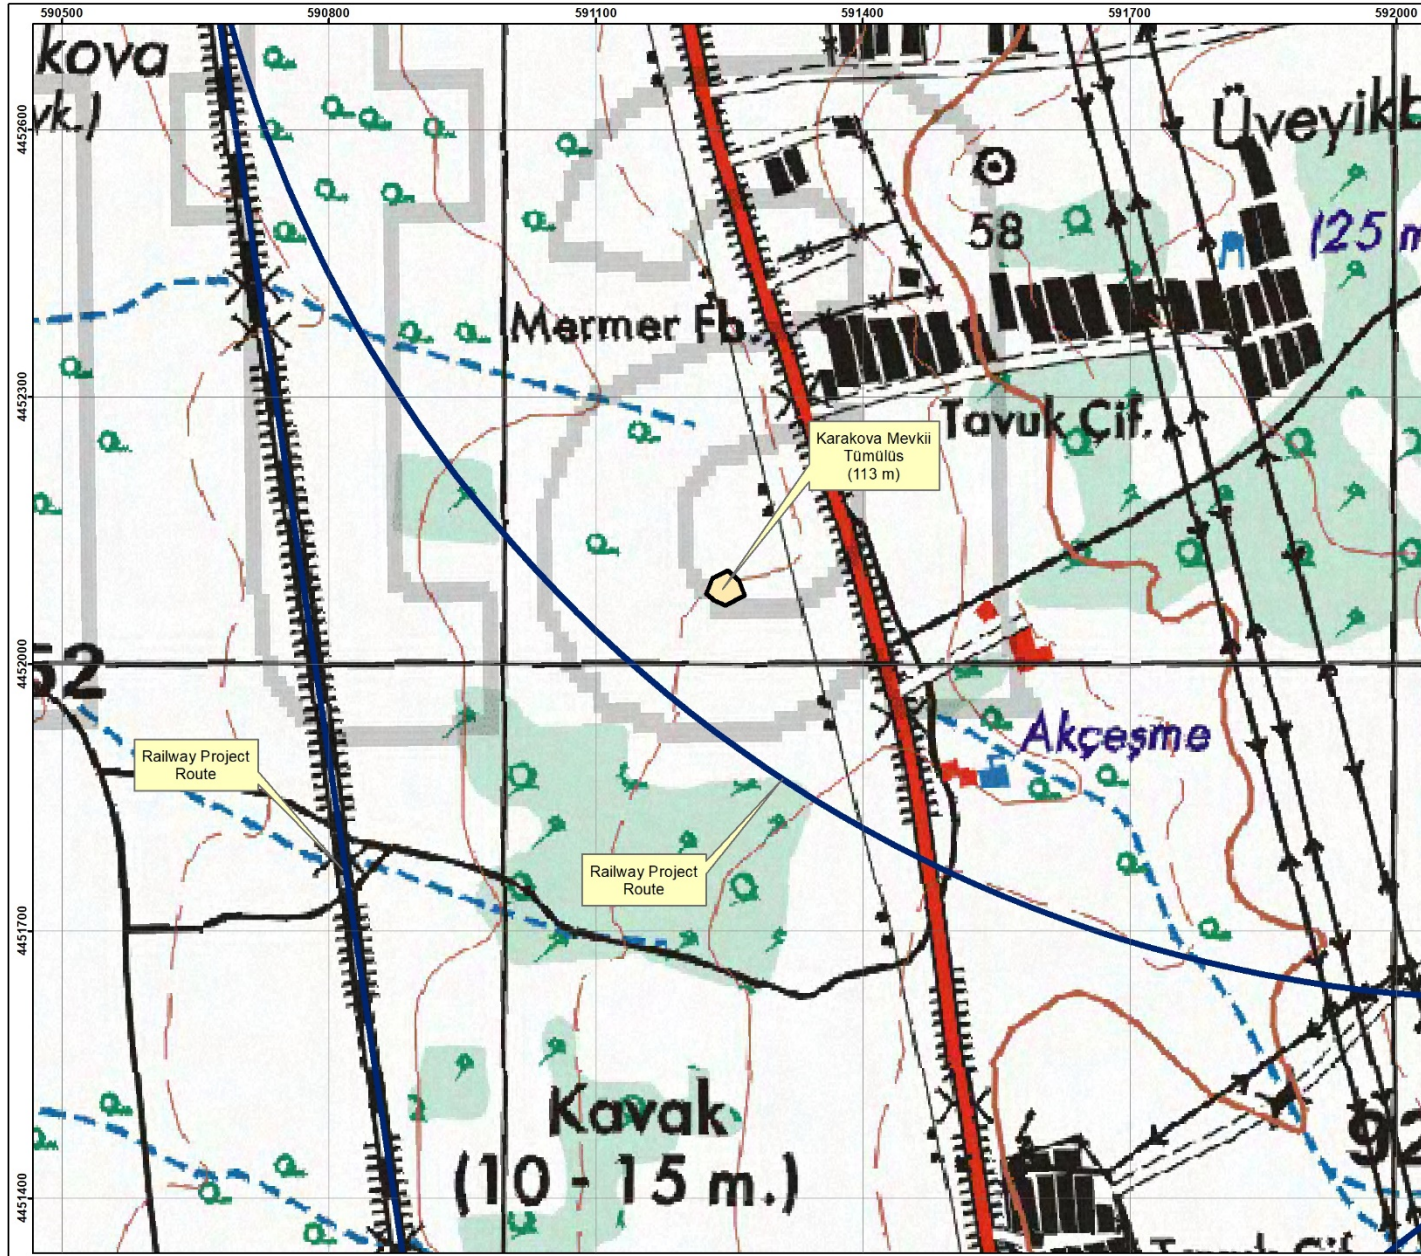 590500
590800
591100
591400
591700
592000
kova
vk.)
4452600
Üveyikb
58
(25 m
Mermer Fb.
4452300
Tavuk Çif.
Karakova Mevkii
Tümülüs
(113 m)
4452000
52
Akçeşme
Railway Project
Route
Railway Project
Route
4451700
Kavak
(10 - 15 m.)
92
4451400